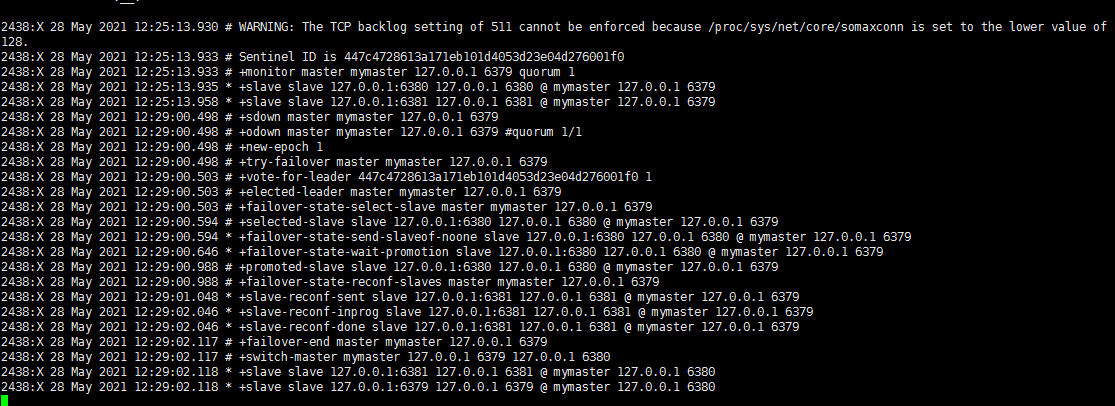 2438:X 28 May 2021 12:25:13.930 # WARNING: The TCP backlog setting of 511 cannot be enforced because /proc/sys/net/core/somaxconn is set to the lower value of
128.
2438:X 28 May 2021 12:25:13.933 # Sentinel ID is 447c4728613a171eb101d4053d23e04d276001f0
2438:X 28 May 2021 12:25:13.933 # +monitor master mymaster 127.0.0.1 6379 quorum 1
2438:X 28 May 2021 12:25:13.935 * +slave slave 127.0.0.1:6380 127.0.0.1 6380 @ mymaster 127.0.0.1 6379
2438:X 28 May 2021 12:25:13.958 * +slave slave 127.0.0.1:6381 127.0.0.1 6381 @ mymaster 127.0.0.1 6379
2438:X 28 May 2021 12:29:00.498 # +sdown master mymaster 127.0.0.1 6379
2438:X 28 May 2021 12:29:00.498 # +odown master mymaster 127.0.0.1 6379 #quorum 1/1
2438:X 28 May 2021 12:29:00.498 # +new-epoch 1
2438:X 28 May 2021 12:29:00.498 # +try-failover master mymaster 127.0.0.1 6379
2438:X 28 May 2021 12:29:00.503 # +vote-for-leader 447c4728613a171eb101d4053d23e04d276001f0 1
2438:X 28 May 2021 12:29:00.503 # +elected-leader master mymaster 127.0.0.1 6379
2438:X 28 May 2021 12:29:00.503 # +failover-state-select-slave master mymaster 127.0.0.1 6379
2438:X 28 May 2021 12:29:00.594 # +selected-slave slave 127.0.0.1:6380 127.0.0.1 6380 @ mymaster 127.0.0.1 6379
2438:X 28 May 2021 12:29:00.594 * +failover-state-send-slaveof-noone slave 127.0.0.1:6380 127.0.0.1 6380 @ mymaster 127.0.0.1 6379
2438:X 28 May 2021 12:29:00.646 * +failover-state-wait-promotion slave 127.0.0.1:6380 127.0.0.1 6380 @ mymaster 127.0.0.1 6379
2438:X 28 May 2021 12:29:00.988 # +promoted-slave slave 127.0.0.1:6380 127.0.0.1 6380 @ mymaster 127.0.0.1 6379
2438:X 28 May 2021 12:29:00.988 # +failover-state-reconf-slaves master mymaster 127.0.0.1 6379
2438:X 28 May 2021 12:29:01.048 * +slave-reconf-sent slave 127.0.0.1:6381 127.0.0.1 6381 @ mymaster 127.0.0.1 6379
2438:X 28 May 2021 12:29:02.046 * +slave-reconf-inprog slave 127.0.0.1:6381 127.0.0.1 6381 @ mymaster 127.0.0.1 6379
2438:X 28 May 2021 12:29:02.046 * +slave-reconf-done slave 127.0.0.1:6381 127.0.0.1 6381 @ mymaster 127.0.0.1 6379
2438:X 28 May 2021 12:29:02.117 # +failover-end master mymaster 127.0.0.1 6379
2438:X 28 May 2021 12:29:02.117 # +switch-master mymaster 127.0.0.1 6379 127.0.0.1 6380
2438:X 28 May 2021 12:29:02.118 * +slave slave 127.0.0.1:6381 127.0.0.1 6381 @ mymaster 127.0.0.1 6380
2438:X 28 May 2021 12:29:02.118 * +slave slave 127.0.0.1:6379 127.0.0.1 6379 @ mymaster 127.0.0.1 6380